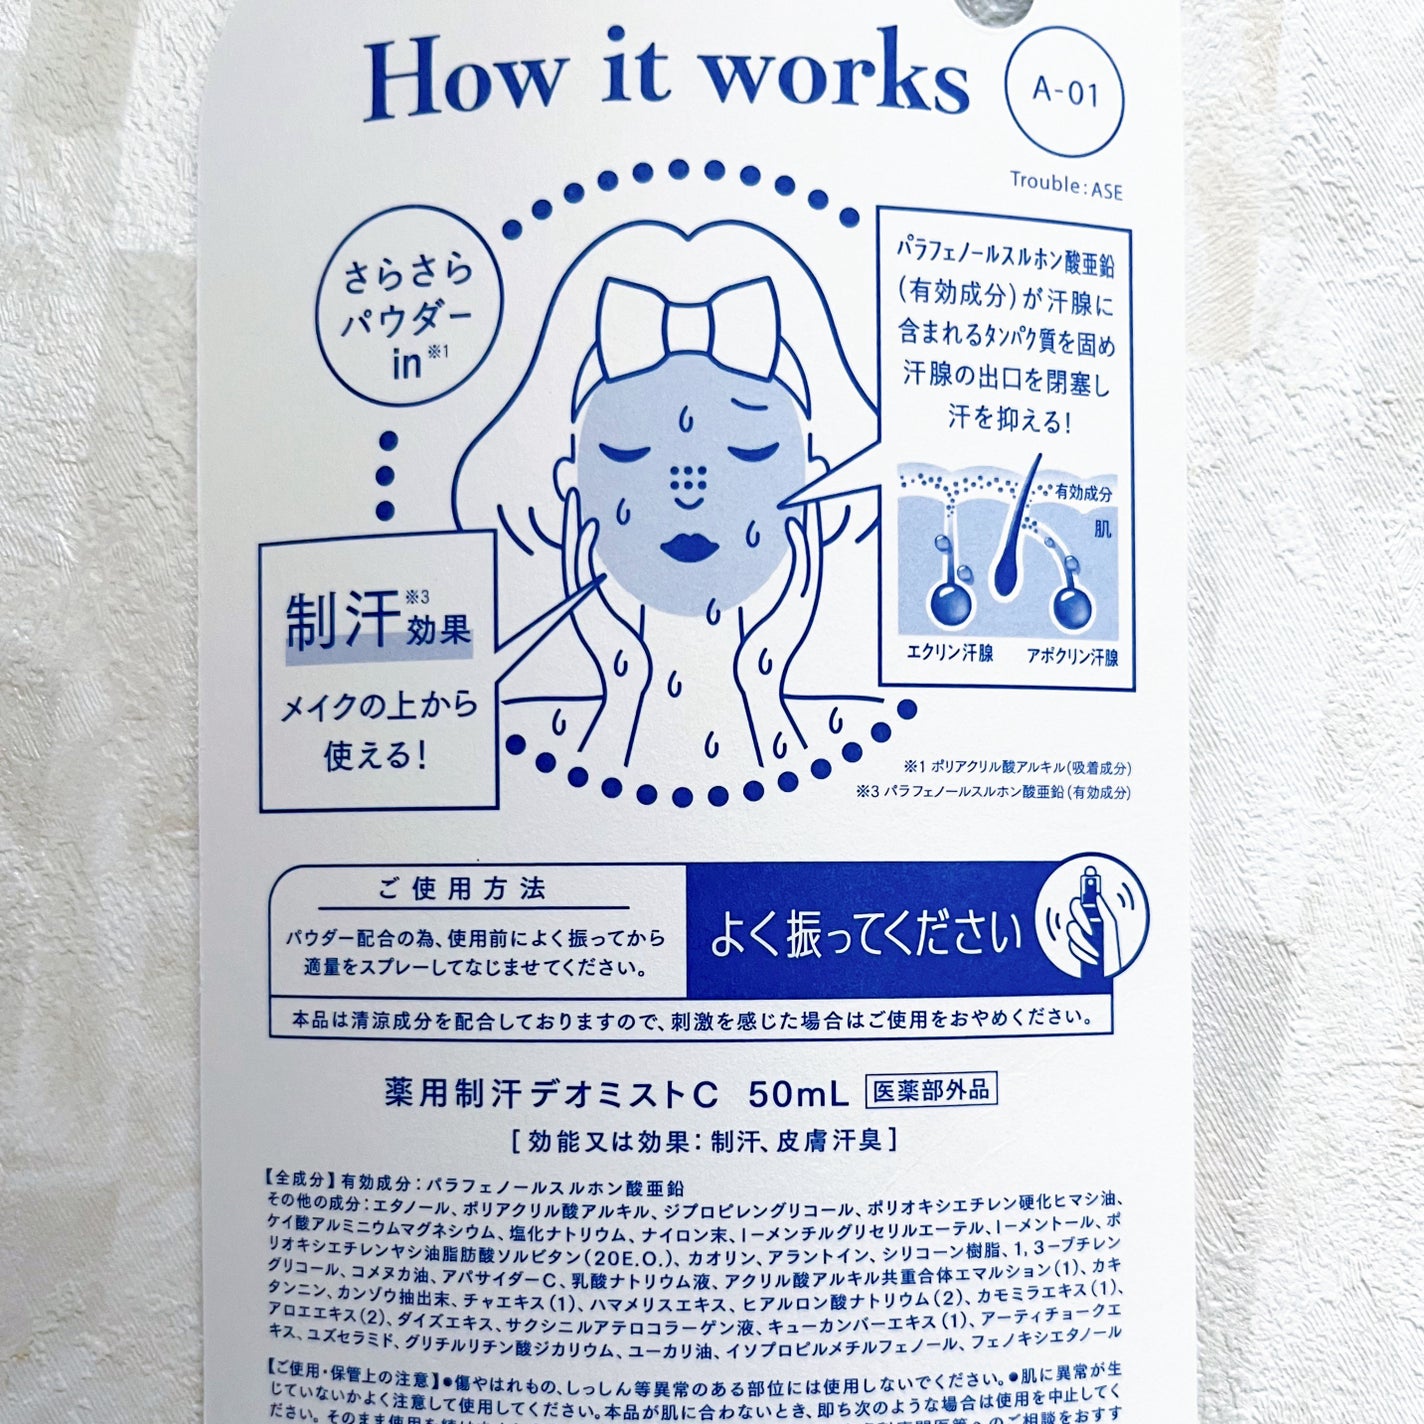 How it works
A-01
Trouble:ASE
さらさら
パウダー
in※1
パラフェノールスルホン酸亜鉛
(有効成分)が汗腺に
含まれるタンパク質を固め
汗腺の出口を閉塞し
汗を抑える!
有効成分
肌
エクリン汗腺
アポクリン汗腺
制汗※3効果
メイクの上から
使える!
※1 ポリアクリル酸アルキル(吸着成分)
※3 パラフェノールスルホン酸亜鉛(有効成分)
ご使用方法
パウダー配合の為、使用前によく振ってから
適量をスプレーしてなじませてください。
よく振ってください
本品は清涼成分を配合しておりますので、刺激を感じた場合はご使用をおやめください。
薬用制汗デオミストC 50mL 医薬部外品
[効能又は効果:制汗、皮膚汗臭]
【全成分】有効成分:パラフェノールスルホン酸亜鉛
その他の成分:エタノール、ポリアクリル酸アルキル、ジプロピレングリコール、ポリオキシエチレン硬化ヒマシ油、
ケイ酸アルミニウムマグネシウム、塩化ナトリウム、ナイロン末、l-メンチルグリセリルエーテル、l-メントール、ポ
リオキシエチレンヤシ油脂肪酸ソルビタン(20E.O.)、カオリン、アラントイン、シリコーン樹脂、1,3-ブチレン
グリコール、コメヌカ油、アパサイダーC、乳酸ナトリウム液、アクリル酸アルキル共重合体エマルション(1)、カキ
タンニン、カンゾウ抽出末、チャエキス(1)、ハマメリスエキス、ヒアルロン酸ナトリウム(2)、カモミラエキス(1)、
アロエエキス(2)、ダイズエキス、サクシニルアテロコラーゲン液、キューカンバーエキス(1)、アーティチョークエ
キス、ユズセラミド、グリチルリチン酸ジカリウム、ユーカリ油、イソプロピルメチルフェノール、フェノキシエタノール
【ご使用・保管上の注意】●傷やはれもの、しっしん等異常のある部位には使用しないでください。●肌に異常が生
じていないかよく注意して使用してください。本品が肌に合わないとき、即ち次のような場合は使用を中止してく
ださい。そのまま使用を
のご相談をおすす